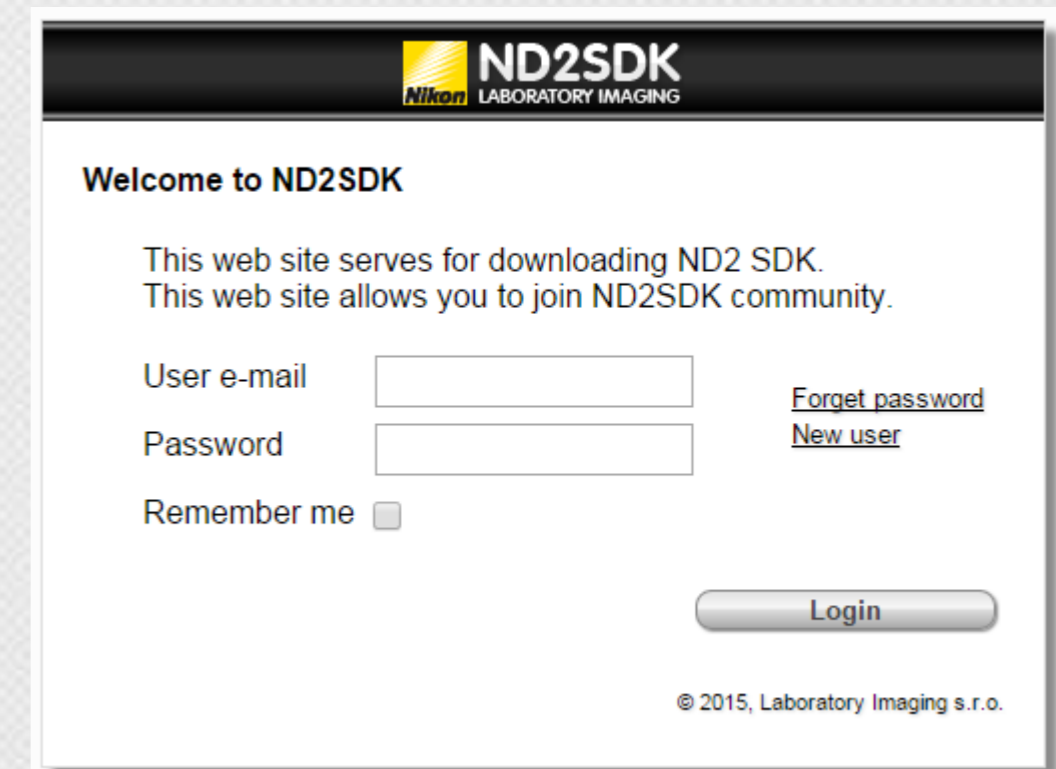 Nikon
ND2SDK
LABORATORY IMAGING
Welcome to ND2SDK
This web site serves for downloading ND2 SDK.
This web site allows you to join ND2SDK community.
User e-mail
Forget password
Password
New user
Remember me
Login
© 2015, Laboratory Imaging s.r.o.